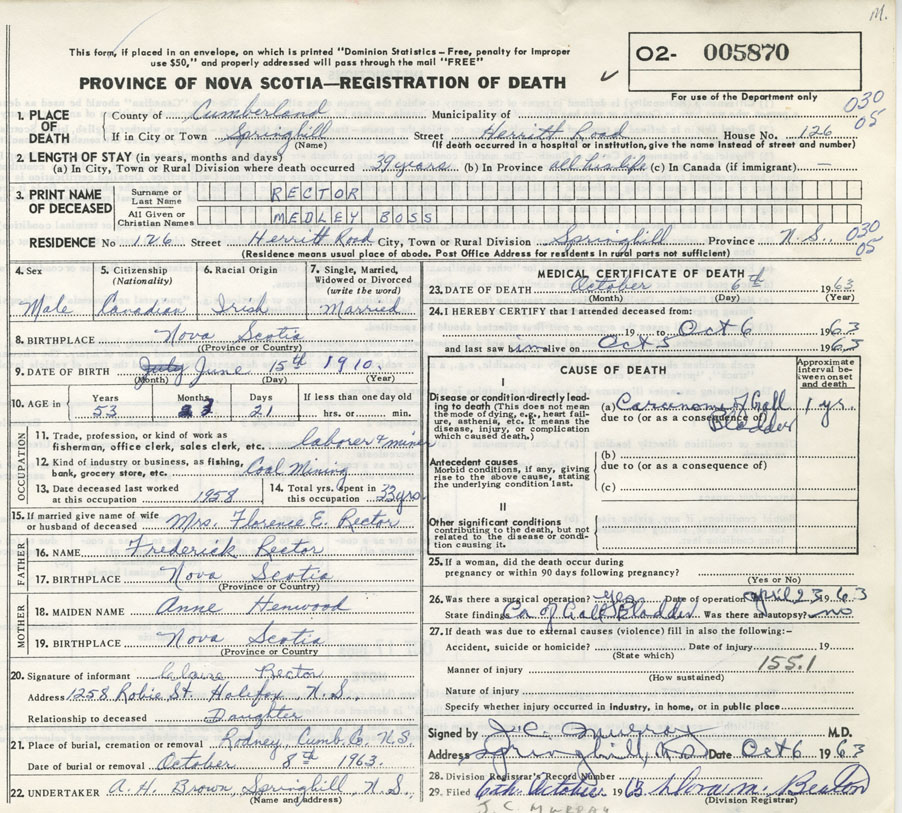 M.
This form, if placed in an envelope, on which is printed "Dominion Statistics – Free, penalty for Improper
use $50," and properly addressed will pass through the mail "FREE"
PROVINCE OF NOVA SCOTIA—REGISTRATION OF DEATH
O2- 005870
For use of the Department only
030
05
1. PLACE OF DEATH
County of Cumberland Municipality of
If in City or Town Springhill Street Herritt Road House No. 126
(Name) (If death occurred in a hospital or institution, give the name instead of street and number)
2. LENGTH OF STAY (in years, months and days)
(a) In City, Town or Rural Division where death occurred 39 years (b) In Province all his life (c) In Canada (if immigrant) —
3. PRINT NAME OF DECEASED
Surname or Last Name RECTOR
All Given or Christian Names MEDLEY BOSS
RESIDENCE No 126 Street Herritt Road City, Town or Rural Division Springhill Province N.S.,
030
05
(Residence means usual place of abode. Post Office Address for residents in rural parts not sufficient)
4. Sex
Male
5. Citizenship (Nationality)
Canadian
6. Racial Origin
Irish
7. Single, Married, Widowed or Divorced (write the word)
Married
8. BIRTHPLACE Nova Scotia
(Province or Country)
9. DATE OF BIRTH July June 15th 1910.
(Month) (Day) (Year)
10. AGE in
Years 53
Months
Days 21
If less than one day old
hrs. or min.
OCCUPATION
11. Trade, profession, or kind of work as
fisherman, office clerk, sales clerk, etc. laborer & miner
12. Kind of industry or business, as fishing,
bank, grocery store, etc. Coal Mining
13. Date deceased last worked
at this occupation 1958
14. Total yrs. spent in
this occupation 33 yrs
15. If married give name of wife
or husband of deceased Mrs. Florence E. Rector
FATHER
16. NAME Frederick Rector
17. BIRTHPLACE Nova Scotia
(Province or Country)
MOTHER
18. MAIDEN NAME Anne Henwood
19. BIRTHPLACE Nova Scotia
(Province or Country
20. Signature of informant Claire Rector
Address 1258 Robie St. Halifax, N.S.,
Relationship to deceased Daughter
21. Place of burial, cremation or removal Rodney, Cumb. Co. N.S.
Date of burial or removal October 8th 1963.
22. UNDERTAKER A. H. Brown, Springhill, N.S.,
(Name and address)
MEDICAL CERTIFICATE OF DEATH
23. DATE OF DEATH October 6th 1963
(Month) (Day) (Year)
24. I HEREBY CERTIFY that I attended deceased from:
19 to Oct 6 1963
and last saw him alive on Oct 5 1963
CAUSE OF DEATH
Approximate interval between onset and death
I
Disease or condition directly leading to death (This does not mean the mode of dying, e.g., heart failure, asthenia, etc. It means the disease, injury, or complication which caused death.)
(a) Carcinoma of Gall Bladder 1 yr.
due to (or as a consequence of)
Antecedent causes
Morbid conditions, if any, giving rise to the above cause, stating the underlying condition last.
(b)
due to (or as a consequence of)
(c)
II
Other significant conditions
contributing to the death, but not related to the disease or condition causing it.
25. If a woman, did the death occur during
pregnancy or within 90 days following pregnancy?
(Yes or No)
26. Was there a surgical operation? Yes Date of operation April 23 1963
State findings Ca of Gall Bladder. Was there an autopsy? no
27. If death was due to external causes (violence) fill in also the following:–
Accident, suicide or homicide? Date of injury 19
(State which)
Manner of injury 155.1
(How sustained)
Nature of injury
Specify whether injury occurred in industry, in home, or in public place
Signed by J. C. Murray M.D.
Address Springhill, N.S. Date Oct 6 1963
28. Division Registrar's Record Number
29. Filed 6th October 1963 Beaton
(Division Registrar)
J. C. MURRAY